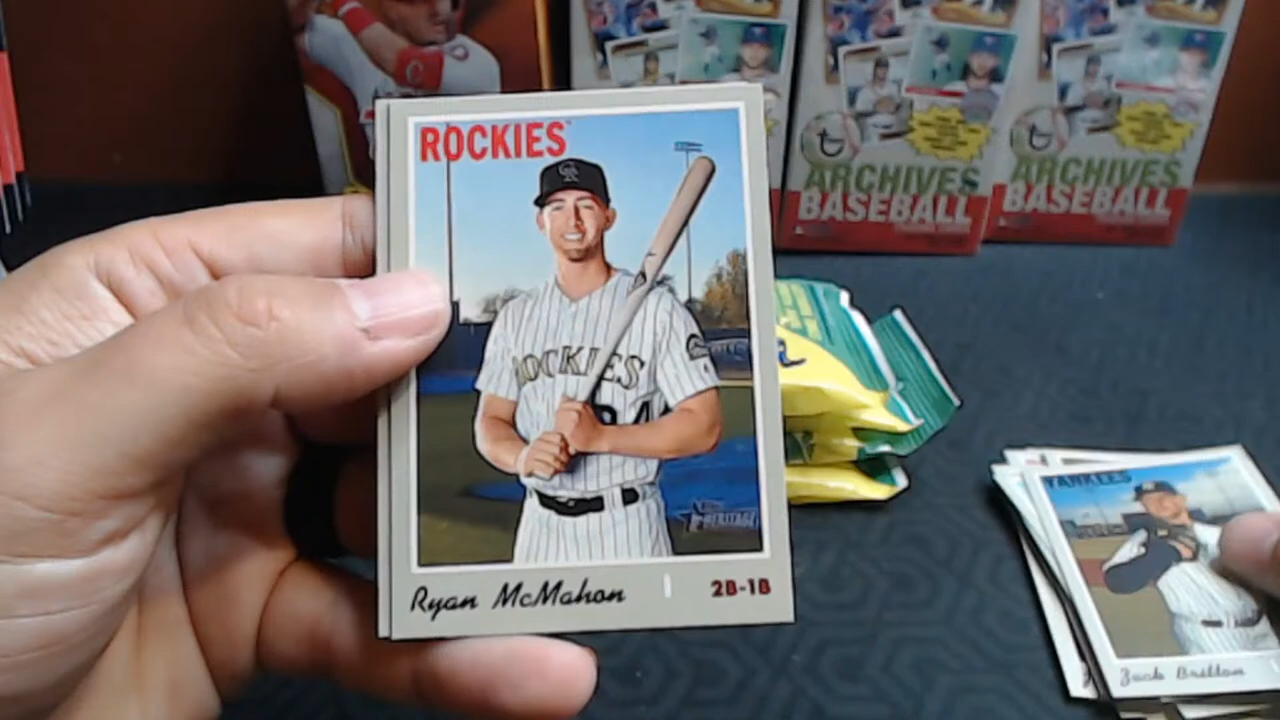 ROCKIES
ROCKIES
HERITAGE
Ryan McMahon
2B-1B
ARCHIVES
BASEBALL
ARCHIVES
BASEBALL
YANKEES
Zack Britton